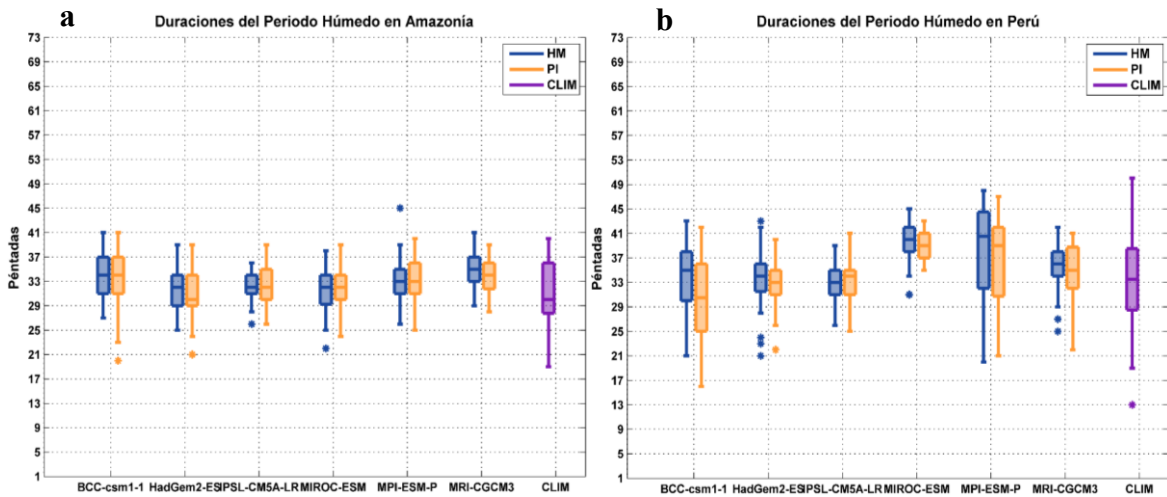 a
Duraciones del Periodo Húmedo en Amazonía
Péntadas
73
69
65
61
57
53
49
45
41
37
33
29
25
21
17
13
9
5
1
HM
PI
CLIM
BCC-csm1-1 HadGem2-ES IPSL-CM5A-LR MIROC-ESM MPI-ESM-P MRI-CGCM3 CLIM
b
Duraciones del Periodo Húmedo en Perú
Péntadas
73
69
65
61
57
53
49
45
41
37
33
29
25
21
17
13
9
5
1
HM
PI
CLIM
BCC-csm1-1 HadGem2-ES IPSL-CM5A-LR MIROC-ESM MPI-ESM-P MRI-CGCM3 CLIM